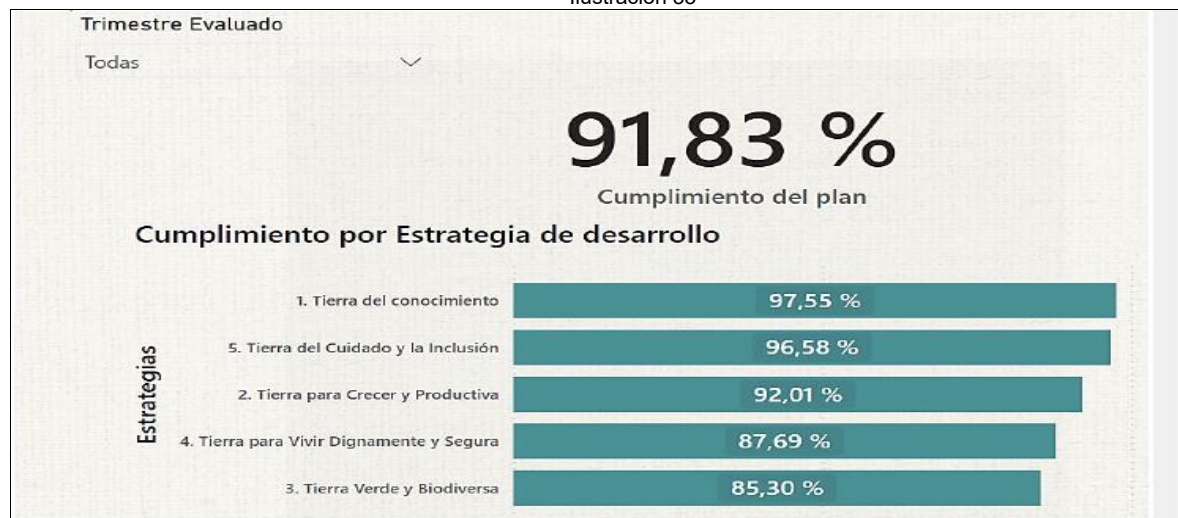 Trimestre Evaluado
Todas
91,83 %
Cumplimiento del plan
Cumplimiento por Estrategia de desarrollo
Estrategias
1. Tierra del conocimiento 97,55 %
5. Tierra del Cuidado y la Inclusión 96,58 %
2. Tierra para Crecer y Productiva 92,01 %
4. Tierra para Vivir Dignamente y Segura 87,69 %
3. Tierra Verde y Biodiversa 85,30 %